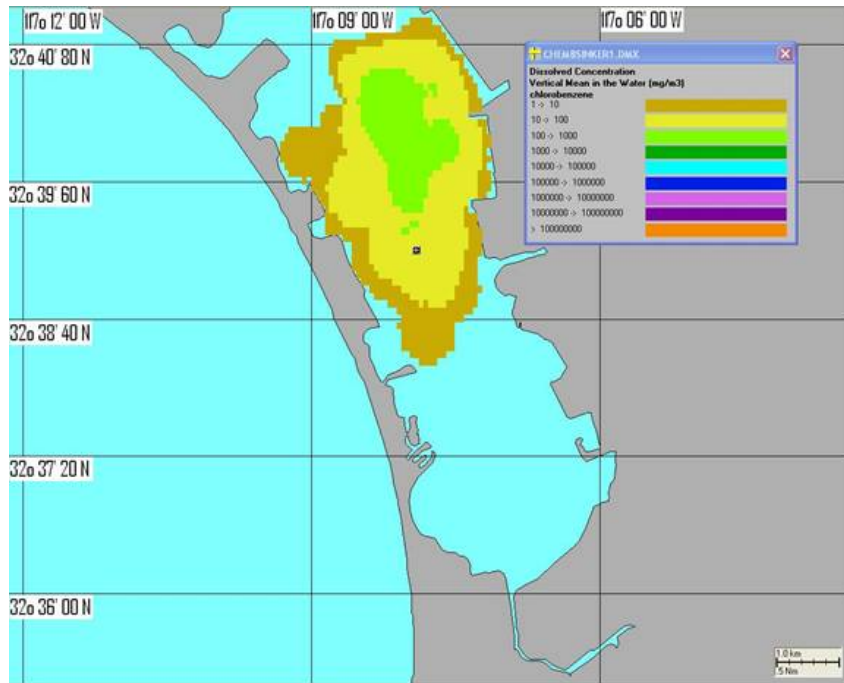 117o 12' 00 W
117o 09' 00 W
117o 06' 00 W
32o 40' 80 N
CHEMBSINKER1.DMX
Dissolved Concentration
Vertical Mean in the Water (mg/m3)
chlorobenzene
1 -> 10
10 -> 100
100 -> 1000
1000 -> 10000
10000 -> 100000
100000 -> 1000000
1000000 -> 10000000
10000000 -> 100000000
> 100000000
32o 39' 60 N
32o 38' 40 N
32o 37' 20 N
32o 36' 00 N
1.0 km
.5 Nm